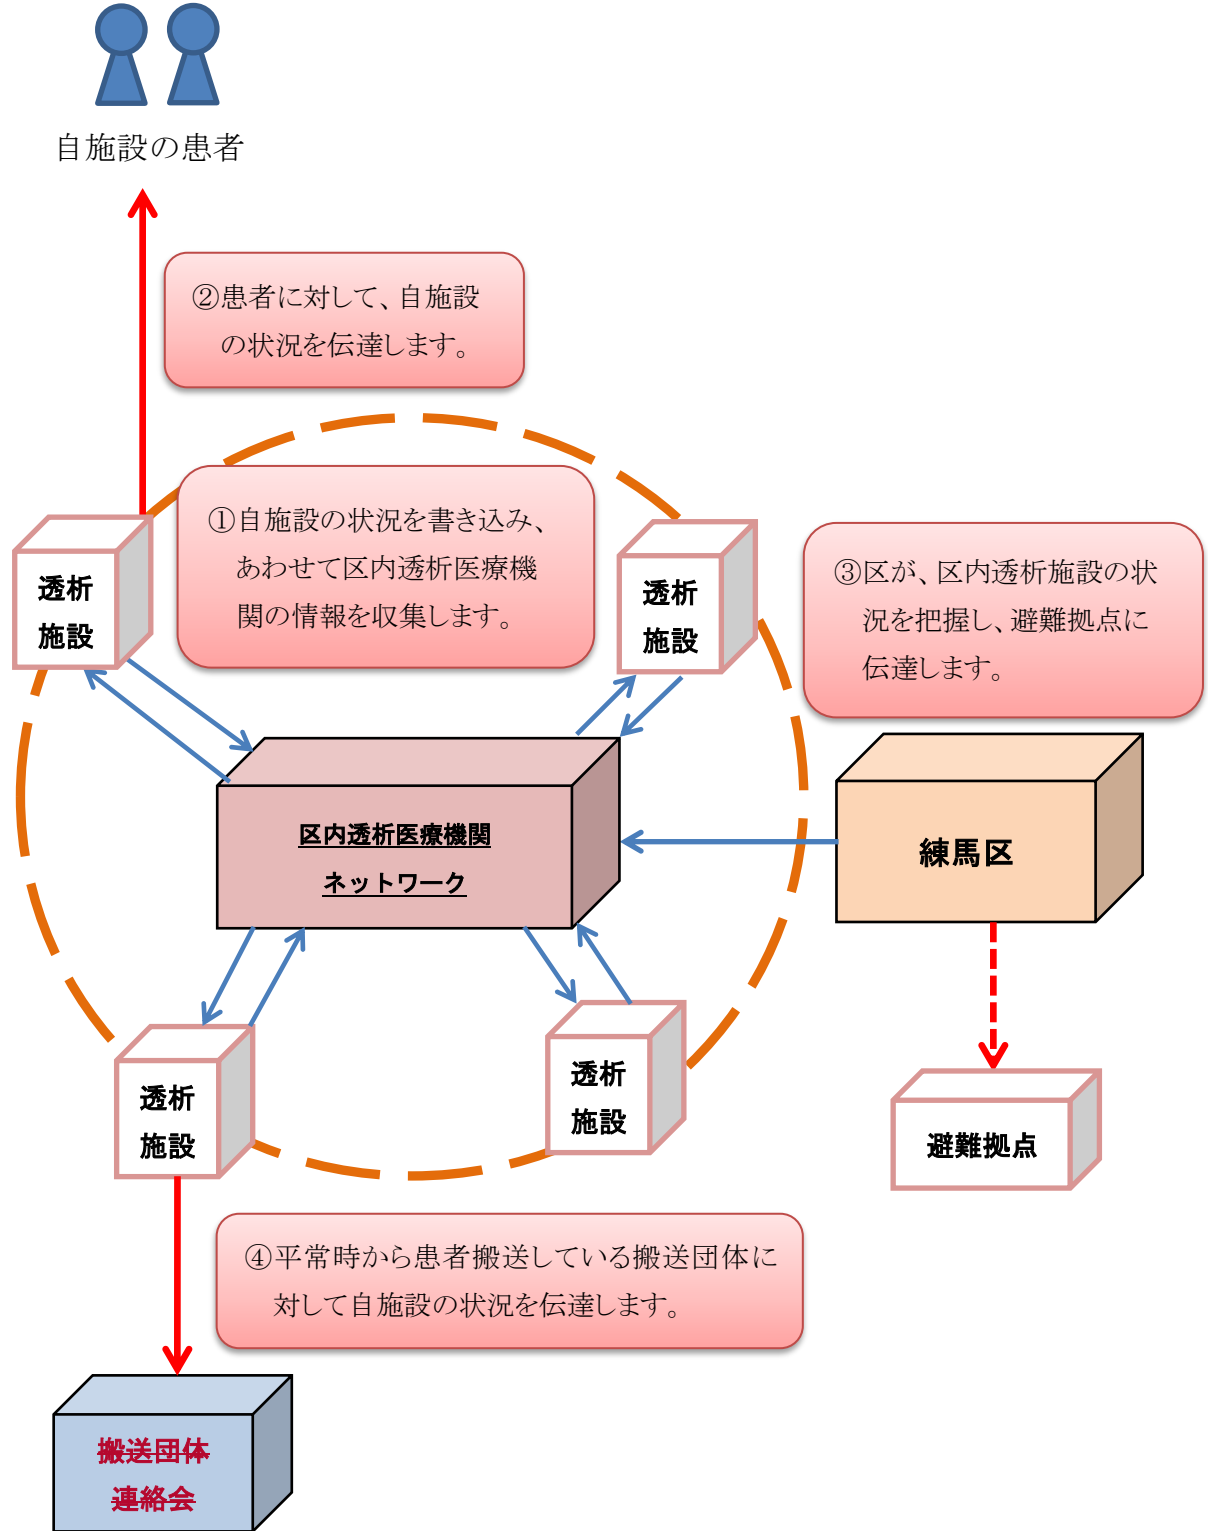 自施設の患者
②患者に対して、自施設
の状況を伝達します。
①自施設の状況を書き込み、
あわせて区内透析医療機
関の情報を収集します。
透析
施設
透析
施設
③区が、区内透析施設の状
況を把握し、避難拠点に
伝達します。
区内透析医療機関
ネットワーク
練馬区
透析
施設
透析
施設
避難拠点
④平常時から患者搬送している搬送団体に
対して自施設の状況を伝達します。
搬送団体
連絡会